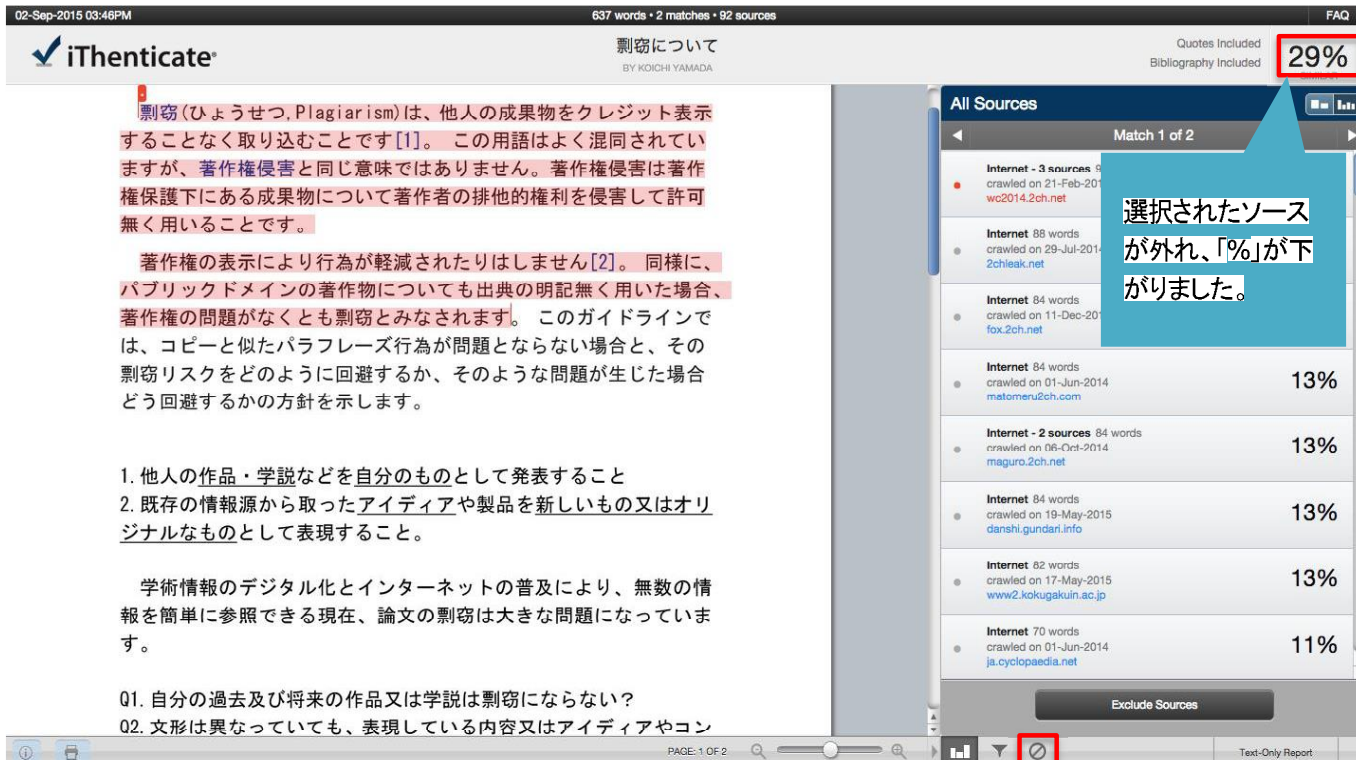 02-Sep-2015 03:46PM
637 words • 2 matches • 92 sources
FAQ
iThenticate®
剽窃について
BY KOICHI YAMADA
Quotes Included
Bibliography Included
29%
剽窃(ひょうせつ,Plagiarism)は、他人の成果物をクレジット表示
することなく取り込むことです[1]。 この用語はよく混同されてい
ますが、著作権侵害と同じ意味ではありません。著作権侵害は著作
権保護下にある成果物について著作者の排他的権利を侵害して許可
無く用いることです。
著作権の表示により行為が軽減されたりはしません[2]。 同様に、
パブリックドメインの著作物についても出典の明記無く用いた場合、
著作権の問題がなくとも剽窃とみなされます。 このガイドラインで
は、コピーと似たパラフレーズ行為が問題とならない場合と、その
剽窃リスクをどのように回避するか、そのような問題が生じた場合
どう回避するかの方針を示します。
1. 他人の作品・学説などを自分のものとして発表すること
2. 既存の情報源から取ったアイディアや製品を新しいもの又はオリ
ジナルなものとして表現すること。
学術情報のデジタル化とインターネットの普及により、無数の情
報を簡単に参照できる現在、論文の剽窃は大きな問題になっていま
す。
Q1. 自分の過去及び将来の作品又は学説は剽窃にならない？
Q2. 文形は異なっていても、表現している内容又はアイディアやコン
All Sources
Match 1 of 2
Internet - 3 sources 9
crawled on 21-Feb-201
wc2014.2ch.net
Internet 88 words
crawled on 29-Jul-2014
2chleak.net
Internet 84 words
crawled on 11-Dec-201
fox.2ch.net
選択されたソース
が外れ、「%」が下
がりました。
Internet 84 words
crawled on 01-Jun-2014
matomeru2ch.com
13%
Internet - 2 sources 84 words
crawled on 06-Oct-2014
maguro.2ch.net
13%
Internet 84 words
crawled on 19-May-2015
danshi.gundari.info
13%
Internet 82 words
crawled on 17-May-2015
www2.kokugakuin.ac.jp
13%
Internet 70 words
crawled on 01-Jun-2014
ja.cyclopaedia.net
11%
Exclude Sources
PAGE: 1 OF 2
Text-Only Report